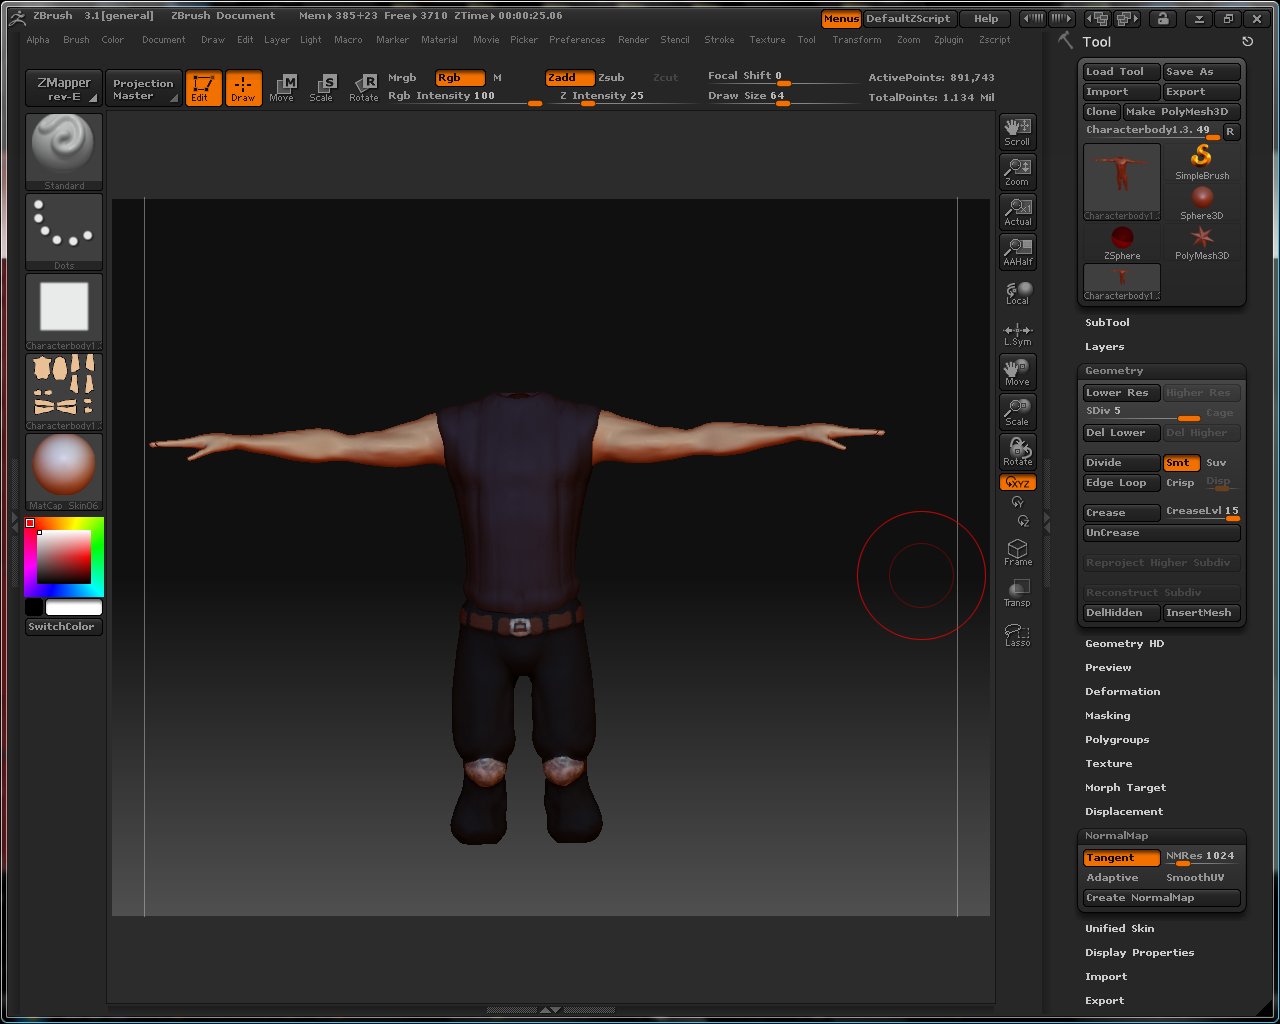 ZBrush 3.1[general] ZBrush Document Mem 385+23 Free 3710 ZTime 00:00:25.06 Menus DefaultZScript Help
Alpha Brush Color Document Draw Edit Layer Light Macro Marker Material Movie Picker Preferences Render Stencil Stroke Texture Tool Transform Zoom Zplugin Zscript
Tool
ZMapper rev-E
Projection Master
Edit
Draw
Move
Scale
Rotate
Mrgb Rgb M
Rgb Intensity 100
Zadd Zsub Zcut
Z Intensity 25
Focal Shift 0
Draw Size 64
ActivePoints: 891,743
TotalPoints: 1.134 Mil
Standard
Dots
Characterbody1.
Characterbody1.
MatCap Skin06
SwitchColor
Scroll
Zoom
Actual
AAHalf
Local
L.Sym
Move
Scale
Rotate
XYZ
Y
Z
Frame
Transp
Lasso
Load Tool Save As
Import Export
Clone Make PolyMesh3D
Characterbody1.3. 49 R
SimpleBrush
Characterbody1. Sphere3D
ZSphere PolyMesh3D
Characterbody1.
SubTool
Layers
Geometry
Lower Res Higher Res
SDiv 5 Cage
Del Lower Del Higher
Divide Smt Suv
Edge Loop Crisp Disp
Crease CreaseLvl 15
UnCrease
Reproject Higher Subdiv
Reconstruct Subdiv
DelHidden InsertMesh
Geometry HD
Preview
Deformation
Masking
Polygroups
Texture
Morph Target
Displacement
NormalMap
Tangent NMRes 1024
Adaptive SmoothUV
Create NormalMap
Unified Skin
Display Properties
Import
Export